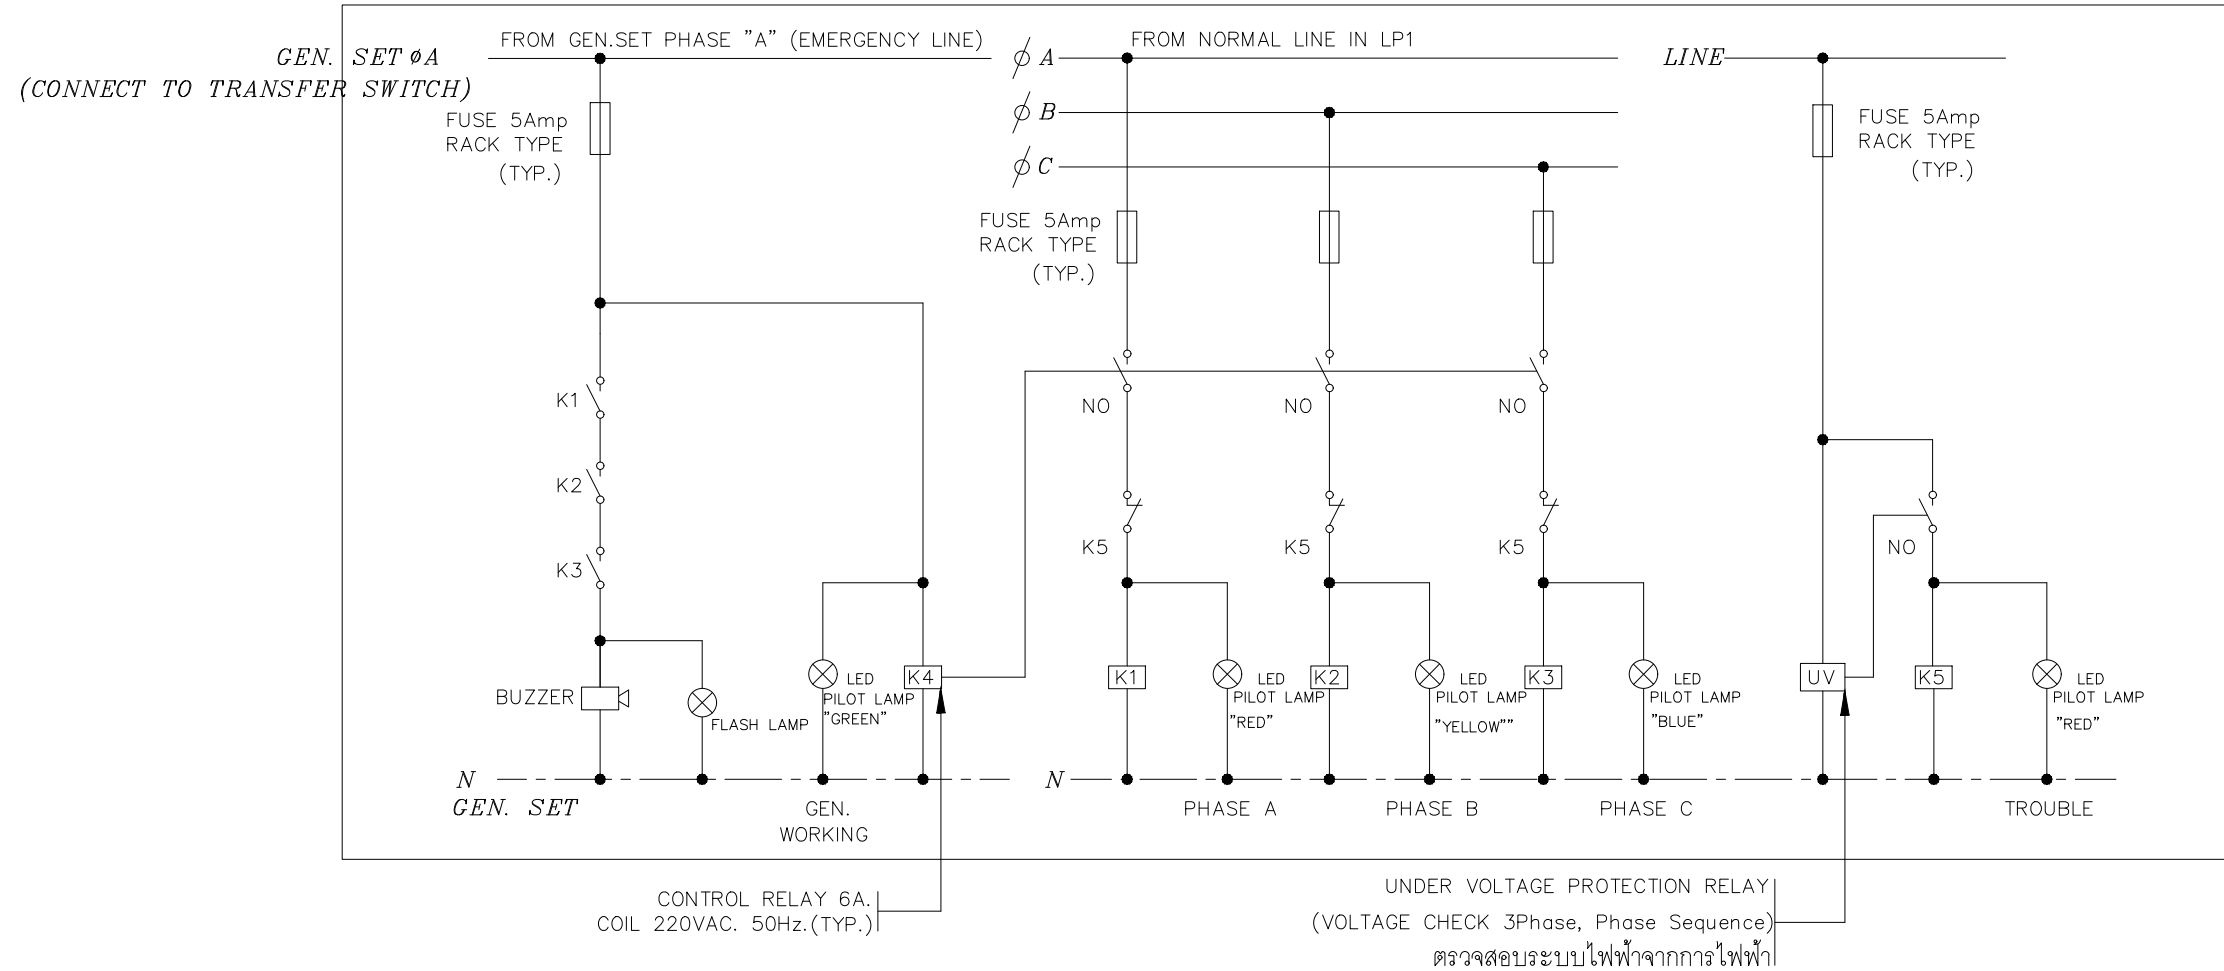 GEN. SET øA
(CONNECT TO TRANSFER SWITCH)
FROM GEN.SET PHASE "A" (EMERGENCY LINE)
FUSE 5Amp
RACK TYPE
(TYP.)
K1
K2
K3
BUZZER
FLASH LAMP
LED
PILOT LAMP
"GREEN"
K4
N
GEN. SET
GEN.
WORKING
ø A
FROM NORMAL LINE IN LP1
ø B
ø C
FUSE 5Amp
RACK TYPE
(TYP.)
NO
NO
NO
K5
K5
K5
K1
LED
PILOT LAMP
"RED"
K2
LED
PILOT LAMP
"YELLOW""
K3
LED
PILOT LAMP
"BLUE"
N
PHASE A
PHASE B
PHASE C
LINE
FUSE 5Amp
RACK TYPE
(TYP.)
NO
UV
K5
LED
PILOT LAMP
"RED"
TROUBLE
CONTROL RELAY 6A.
COIL 220VAC. 50Hz.(TYP.)
UNDER VOLTAGE PROTECTION RELAY
(VOLTAGE CHECK 3Phase, Phase Sequence)
ตรวจสอบระบบไฟฟ้าจากการไฟฟ้า